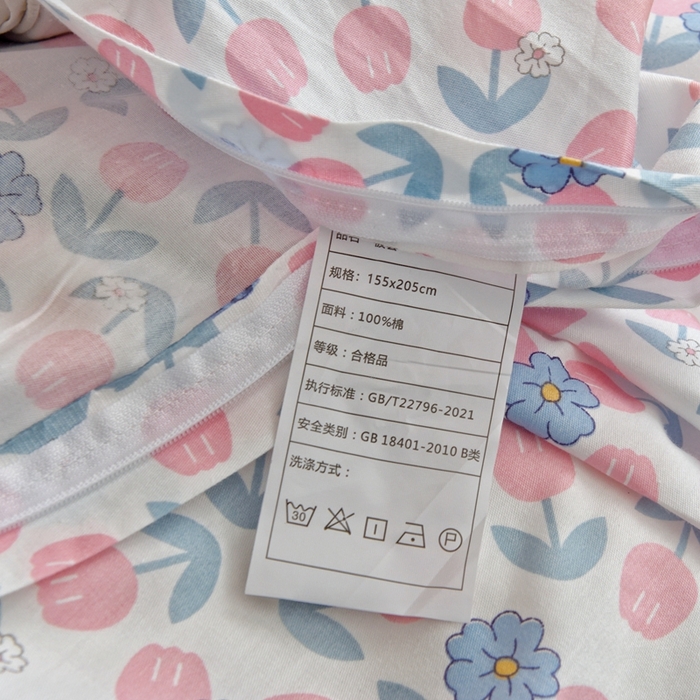 规格：155x205cm
面料：100%棉
等级：合格品
执行标准：GB/T22796-2021
安全类别：GB 18401-2010 B类
洗涤方式：
30
P